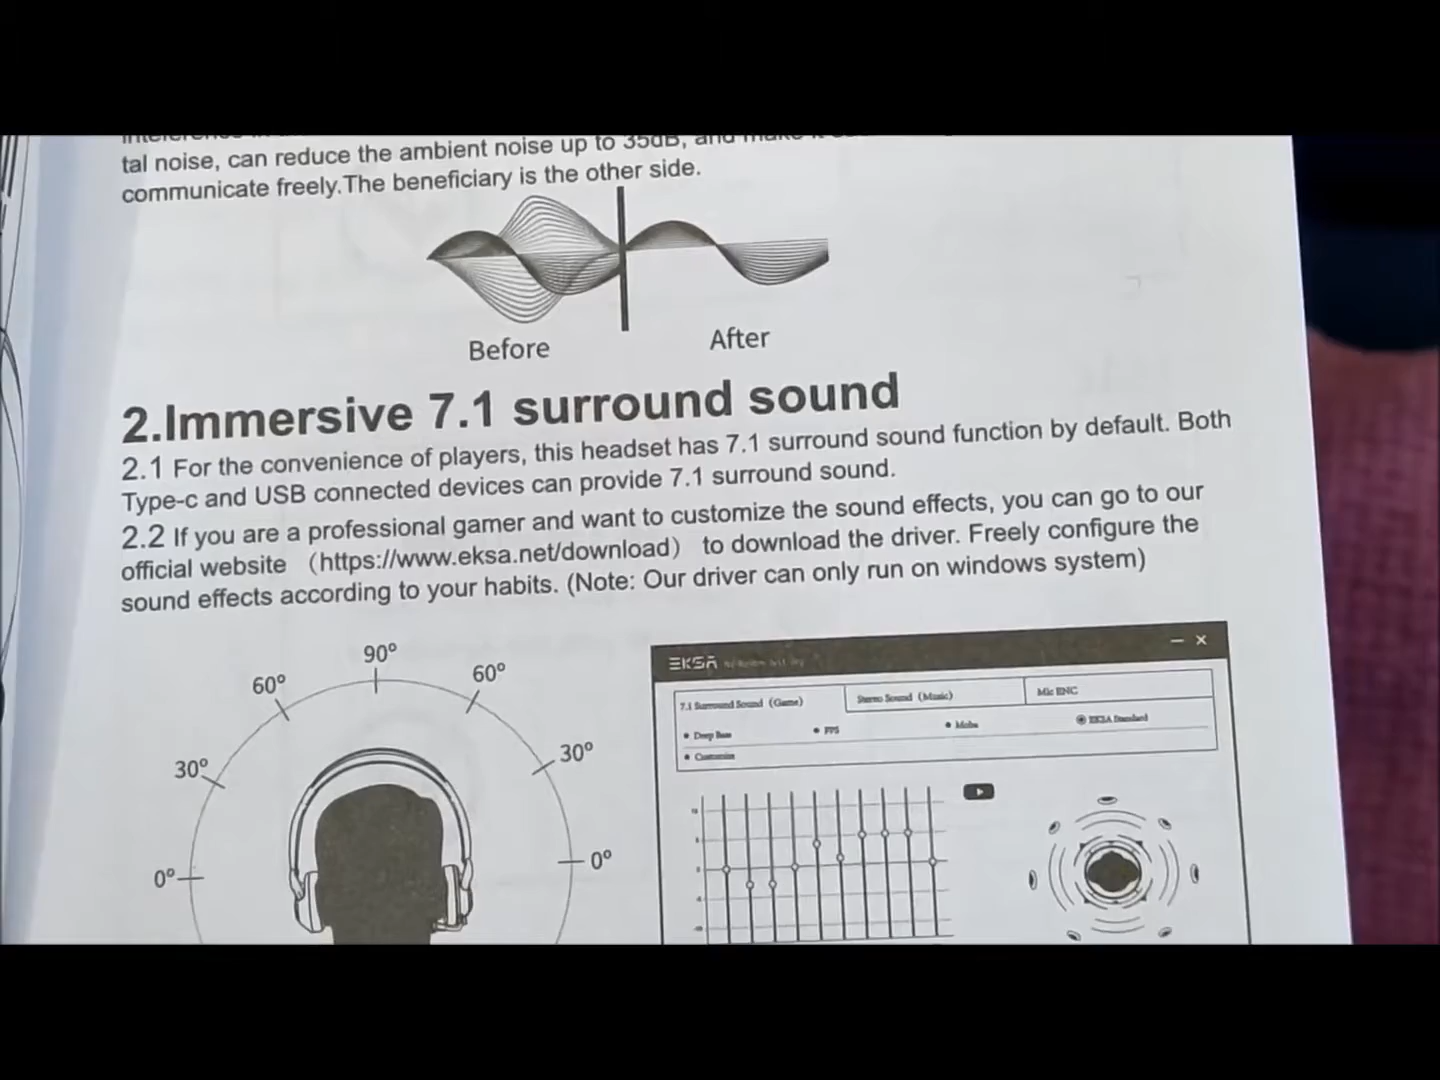 tal noise, can reduce the ambient noise up to 35dB, and make it
communicate freely.The beneficiary is the other side.
Before
After
2.Immersive 7.1 surround sound
2.1 For the convenience of players, this headset has 7.1 surround sound function by default. Both
Type-c and USB connected devices can provide 7.1 surround sound.
2.2 If you are a professional gamer and want to customize the sound effects, you can go to our
official website （https://www.eksa.net/download） to download the driver. Freely configure the
sound effects according to your habits. (Note: Our driver can only run on windows system)
90°
60°
60°
30°
30°
0°
0°
EKSA
7.1 Surround Sound (Game)
Stereo Sound (Music)
Mic ENC
Deep Bass
FPS
Moba
EKSA Standard
Customize